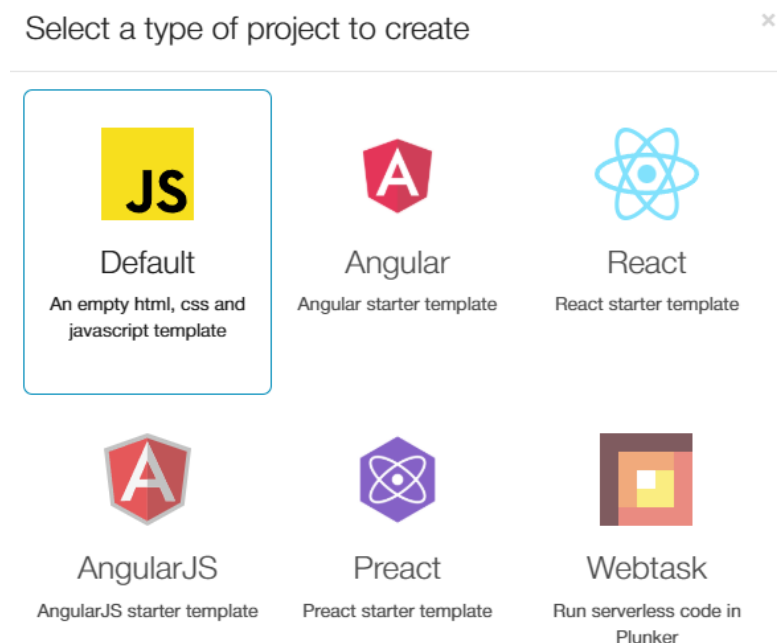 Select a type of project to create
×
JS
Default
An empty html, css and
javascript template
A
Angular
Angular starter template
React
React starter template
A
AngularJS
AngularJS starter template
Preact
Preact starter template
Webtask
Run serverless code in
Plunker